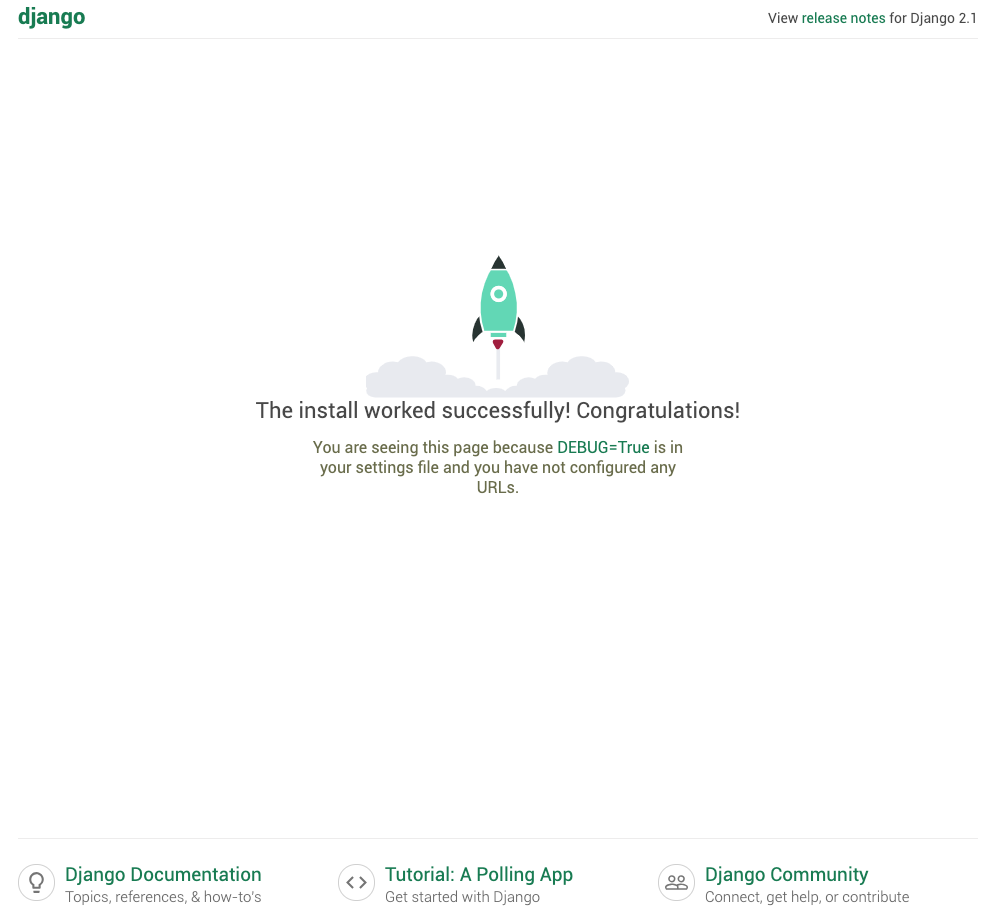 django
View release notes for Django 2.1
The install worked successfully! Congratulations!
You are seeing this page because DEBUG=True is in
your settings file and you have not configured any
URLs.
Django Documentation
Topics, references, & how-to's
Tutorial: A Polling App
Get started with Django
Django Community
Connect, get help, or contribute